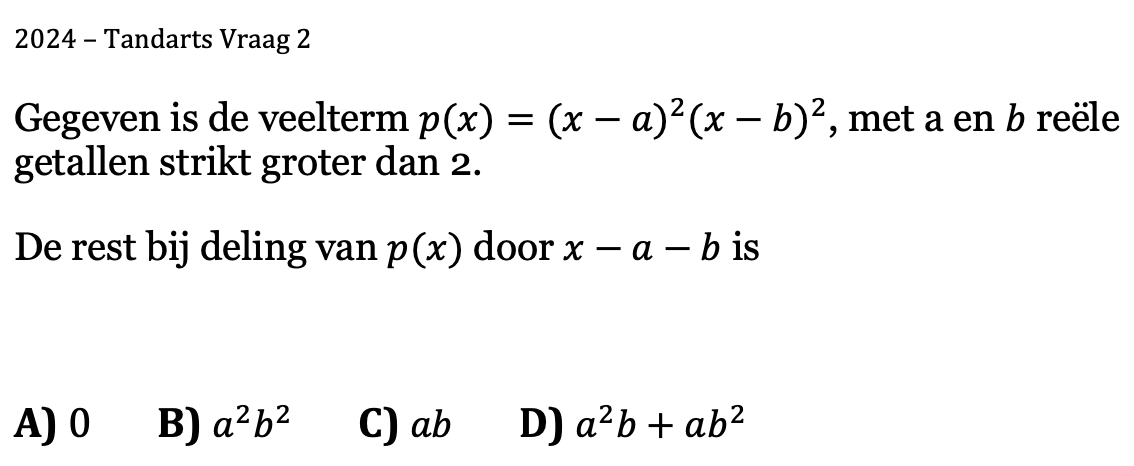 2024 – Tandarts Vraag 2
Gegeven is de veelterm p(x) = (x − a)²(x − b)², met a en b reële
getallen strikt groter dan 2.
De rest bij deling van p(x) door x − a − b is
A) 0 B) a²b² C) ab D) a²b + ab²